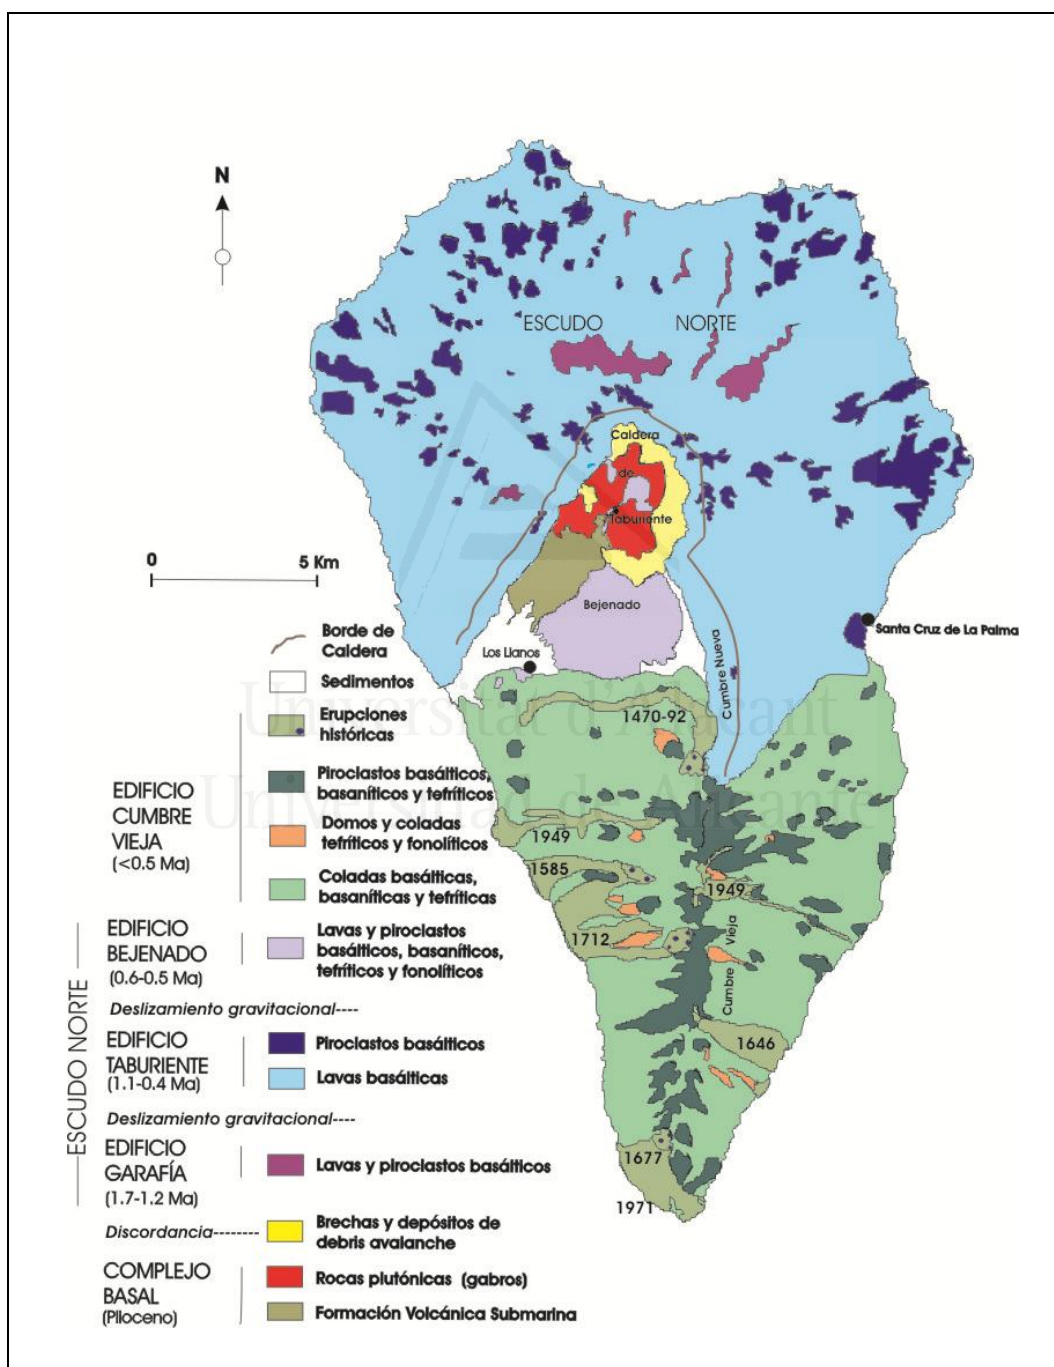 N
ESCUDO NORTE
Caldera
de
Taburiente
0 5 Km
Bejenado
Santa Cruz de La Palma
Los Llanos
Cumbre Nueva
1470-92
1949
1585
1949
1712
Cumbre Vieja
1646
1677
1971
Borde de
Caldera
Sedimentos
Erupciones
históricas
EDIFICIO
CUMBRE
VIEJA
(<0.5 Ma)
Piroclastos basálticos,
basaníticos y tefríticos
Domos y coladas
tefríticos y fonolíticos
Coladas basálticas,
basaníticas y tefríticas
ESCUDO NORTE
EDIFICIO
BEJENADO
(0.6-0.5 Ma)
Lavas y piroclastos
basálticos, basaníticos,
tefríticos y fonolíticos
Deslizamiento gravitacional----
EDIFICIO
TABURIENTE
(1.1-0.4 Ma)
Piroclastos basálticos
Lavas basálticas
Deslizamiento gravitacional----
EDIFICIO
GARAFÍA
(1.7-1.2 Ma)
Lavas y piroclastos basálticos
Discordancia--------
Brechas y depósitos de
debris avalanche
COMPLEJO
BASAL
(Plioceno)
Rocas plutónicas (gabros)
Formación Volcánica Submarina
Universitat d'Alacant
Universidad de Alicante